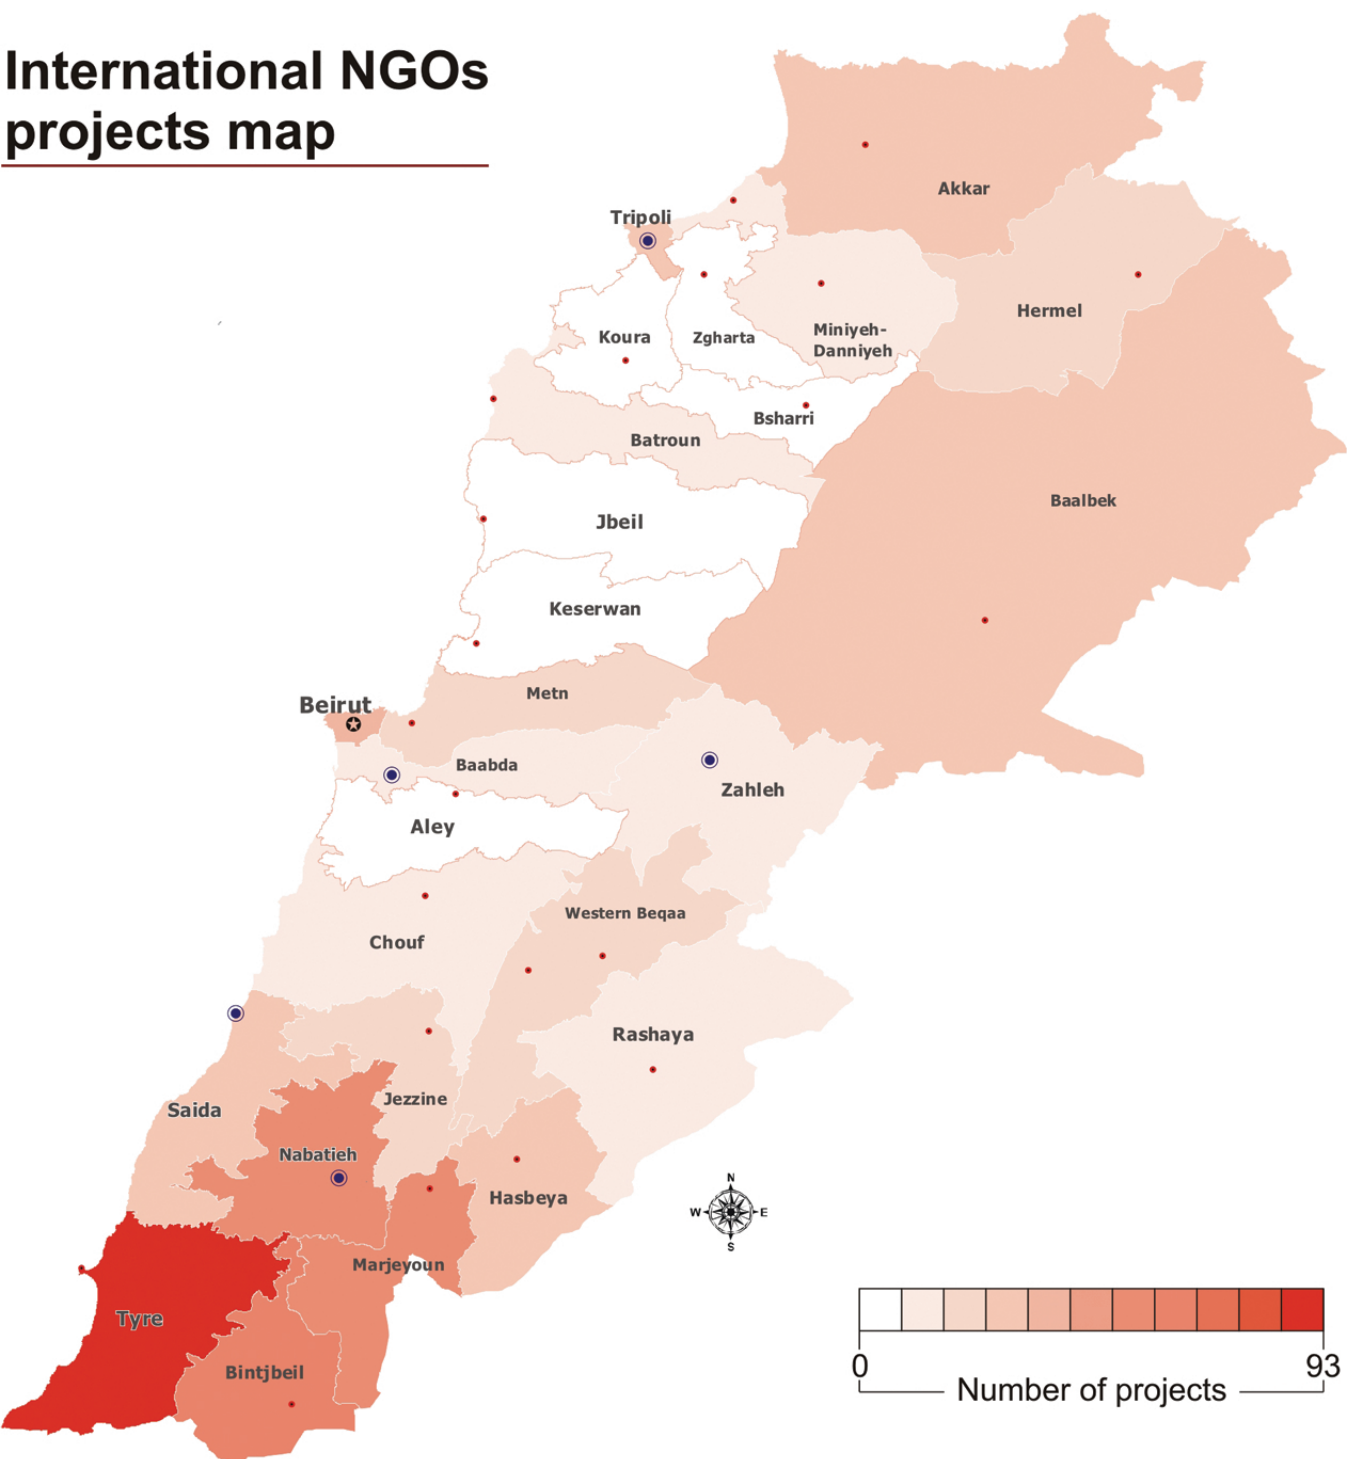 International NGOs
projects map
Akkar
Tripoli
Hermel
Koura
Zgharta
Miniyeh-
Danniyeh
Bsharri
Batroun
Baalbek
Jbeil
Keserwan
Metn
Beirut
Baabda
Zahleh
Aley
Western Beqaa
Chouf
Rashaya
Jezzine
Saida
Nabatieh
Hasbeya
N
W E
S
Marjeyoun
Tyre
Bintjbeil
0 93
Number of projects